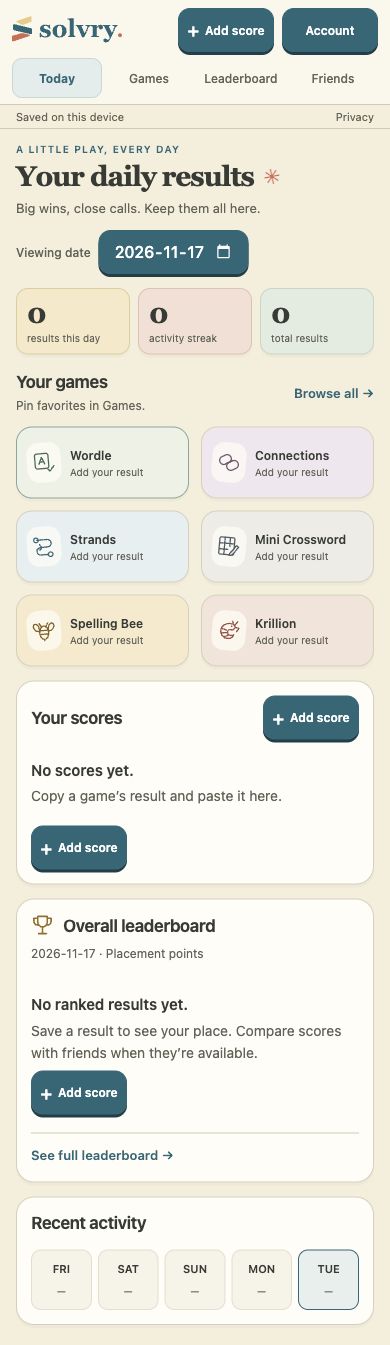 solvry.
+ Add score
Account
Today
Games
Leaderboard
Friends
Saved on this device
Privacy
A LITTLE PLAY, EVERY DAY
Your daily results
Big wins, close calls. Keep them all here.
Viewing date
2026-11-17
0
results this day
0
activity streak
0
total results
Your games
Pin favorites in Games.
Browse all →
A
Wordle
Add your result
Connections
Add your result
Strands
Add your result
Mini Crossword
Add your result
Spelling Bee
Add your result
Krillion
Add your result
Your scores
+ Add score
No scores yet.
Copy a game’s result and paste it here.
+ Add score
Overall leaderboard
2026-11-17 · Placement points
No ranked results yet.
Save a result to see your place. Compare scores
with friends when they’re available.
+ Add score
See full leaderboard →
Recent activity
FRI
–
SAT
–
SUN
–
MON
–
TUE
–